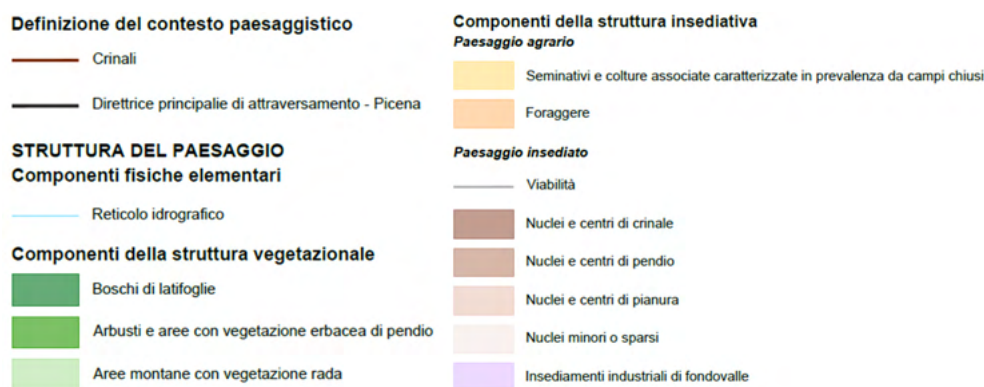 Definizione del contesto paesaggistico
Crinali
Direttrice principalie di attraversamento - Picena
STRUTTURA DEL PAESAGGIO
Componenti fisiche elementari
Reticolo idrografico
Componenti della struttura vegetazionale
Boschi di latifoglie
Arbusti e aree con vegetazione erbacea di pendio
Aree montane con vegetazione rada
Componenti della struttura insediativa
Paesaggio agrario
Seminativi e colture associate caratterizzate in prevalenza da campi chiusi
Foraggere
Paesaggio insediato
Viabilità
Nuclei e centri di crinale
Nuclei e centri di pendio
Nuclei e centri di pianura
Nuclei minori o sparsi
Insediamenti industriali di fondovalle